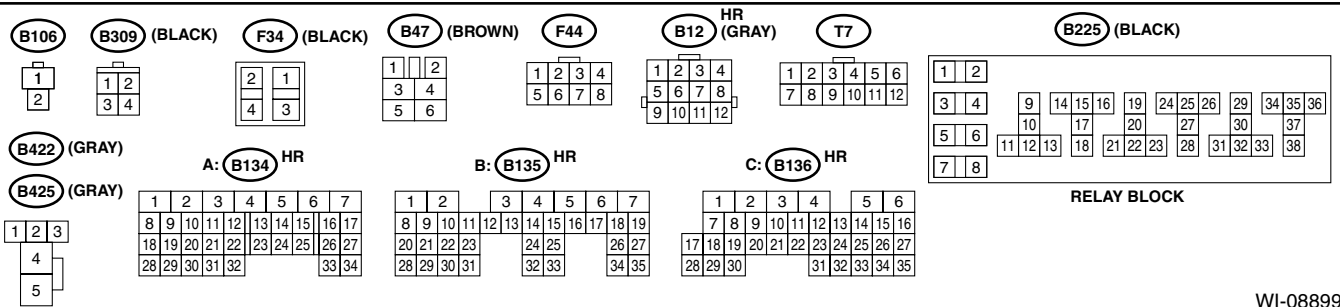 B106
B309 (BLACK)
F34 (BLACK)
B47 (BROWN)
F44
B12 HR (GRAY)
T7
B225 (BLACK)
1
2
1 2
3 4
2 1
4 3
1 2
3 4
5 6
1 2 3 4
5 6 7 8
1 2 3 4
5 6 7 8
9 10 11 12
1 2 3 4 5 6
7 8 9 10 11 12
1 2
3 4
5 6
7 8
9 14 15 16 19 24 25 26 29 34 35 36
10 17 20 27 30 37
11 12 13 18 21 22 23 28 31 32 33 38
RELAY BLOCK
B422 (GRAY)
B425 (GRAY)
1 2 3
4
5
A: B134 HR
1 2 3 4 5 6 7
8 9 10 11 12 13 14 15 16 17
18 19 20 21 22 23 24 25 26 27
28 29 30 31 32 33 34
B: B135 HR
1 2 3 4 5 6 7
8 9 10 11 12 13 14 15 16 17 18 19
20 21 22 23 24 25 26 27
28 29 30 31 32 33 34 35
C: B136 HR
1 2 3 4 5 6
7 8 9 10 11 12 13 14 15 16
17 18 19 20 21 22 23 24 25 26 27
28 29 30 31 32 33 34 35
WI-08899